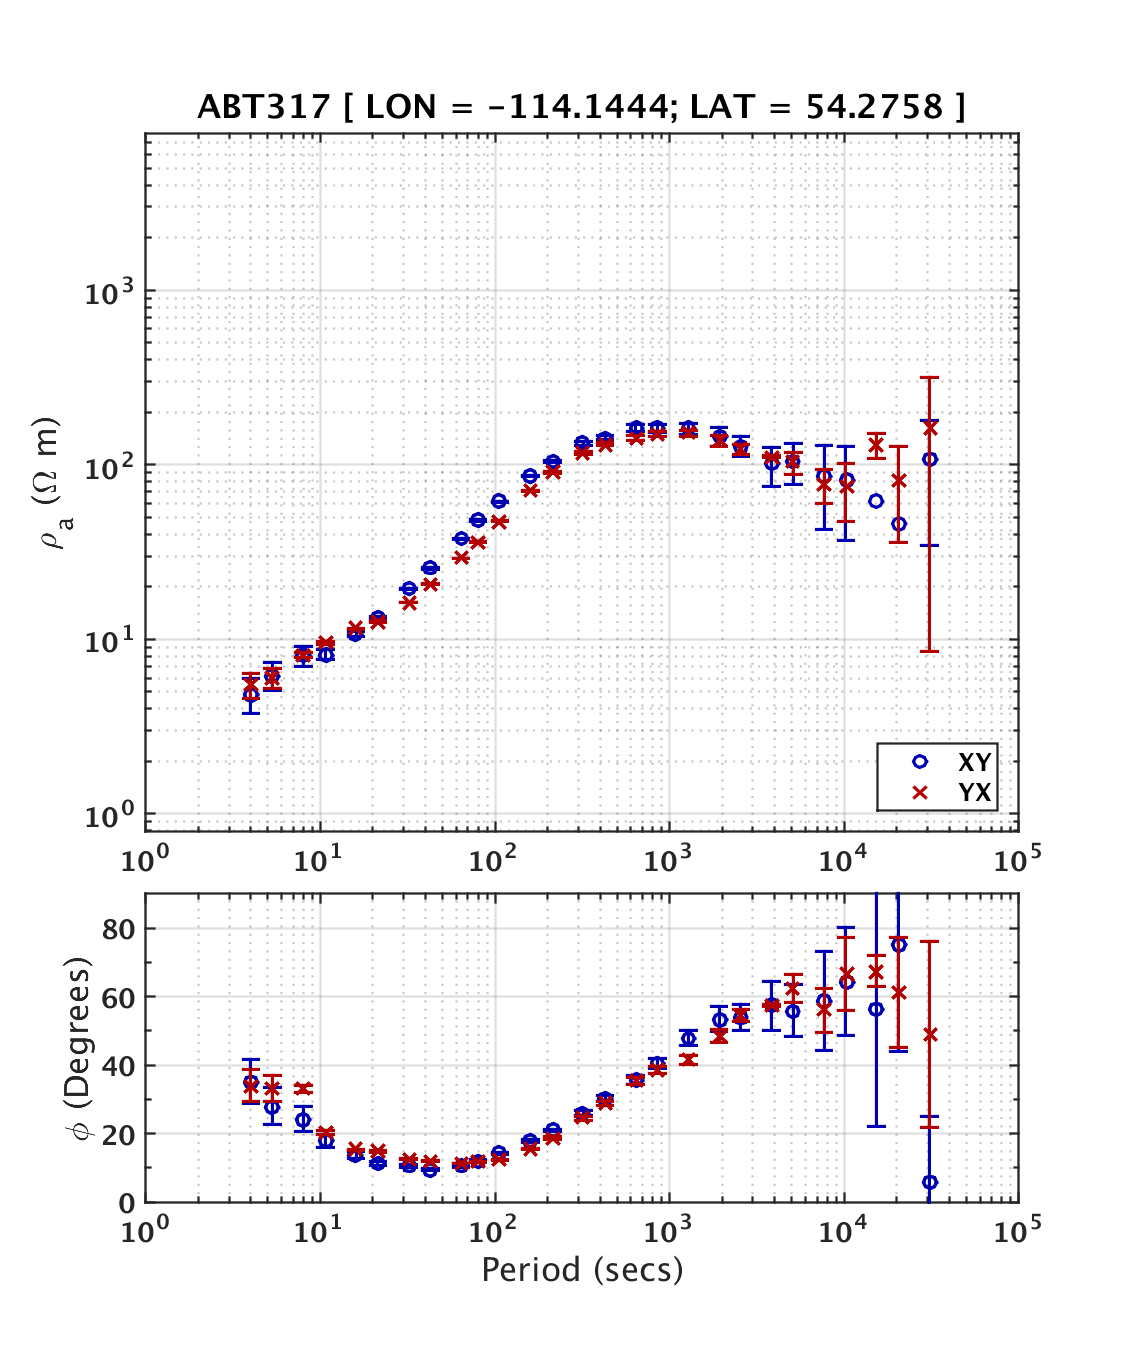 ABT317 [ LON = -114.1444; LAT = 54.2758 ]
10³
10²
10¹
10⁰
ρₐ (Ω m)
XY
YX
10⁰ 10¹ 10² 10³ 10⁴ 10⁵
80
60
40
20
0
ϕ (Degrees)
10⁰ 10¹ 10² 10³ 10⁴ 10⁵
Period (secs)